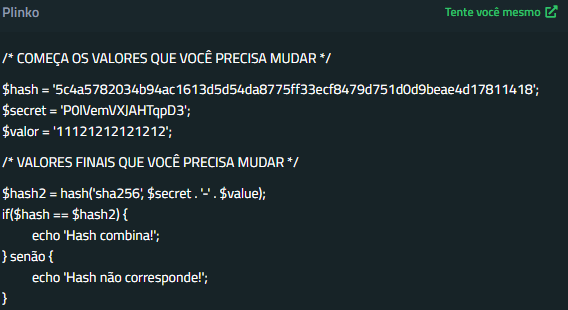 Plinko
Tente você mesmo
/* COMEÇA OS VALORES QUE VOCÊ PRECISA MUDAR */
$hash = '5c4a5782034b94ac1613d5d54da8775ff33ecf8479d751d0d9beae4d17811418';
$secret = 'P0lVemVXJAHTqpD3';
$valor = '11121212121212';
/* VALORES FINAIS QUE VOCÊ PRECISA MUDAR */
$hash2 = hash('sha256', $secret . '-' . $value);
if($hash == $hash2) {
echo 'Hash combina!';
} senão {
echo 'Hash não corresponde!';
}